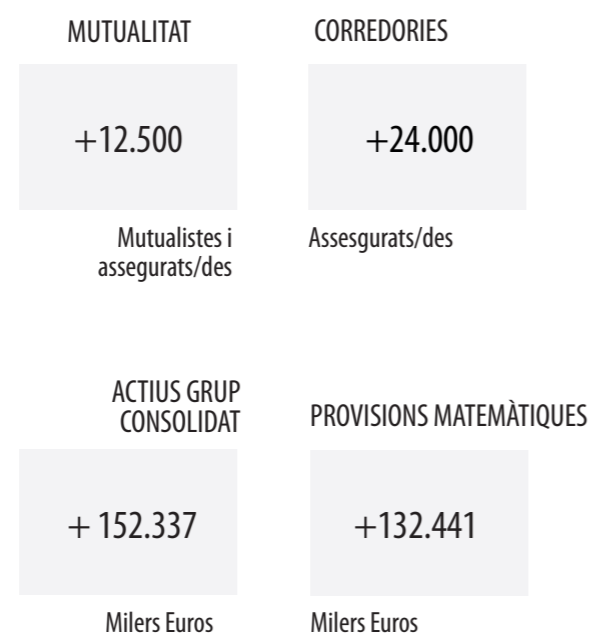 MUTUALITAT
CORREDORIES
+12.500
+24.000
Mutualistes i
assegurats/des
Assesgurats/des
ACTIUS GRUP
CONSOLIDAT
PROVISIONS MATEMÀTIQUES
+ 152.337
+132.441
Milers Euros
Milers Euros